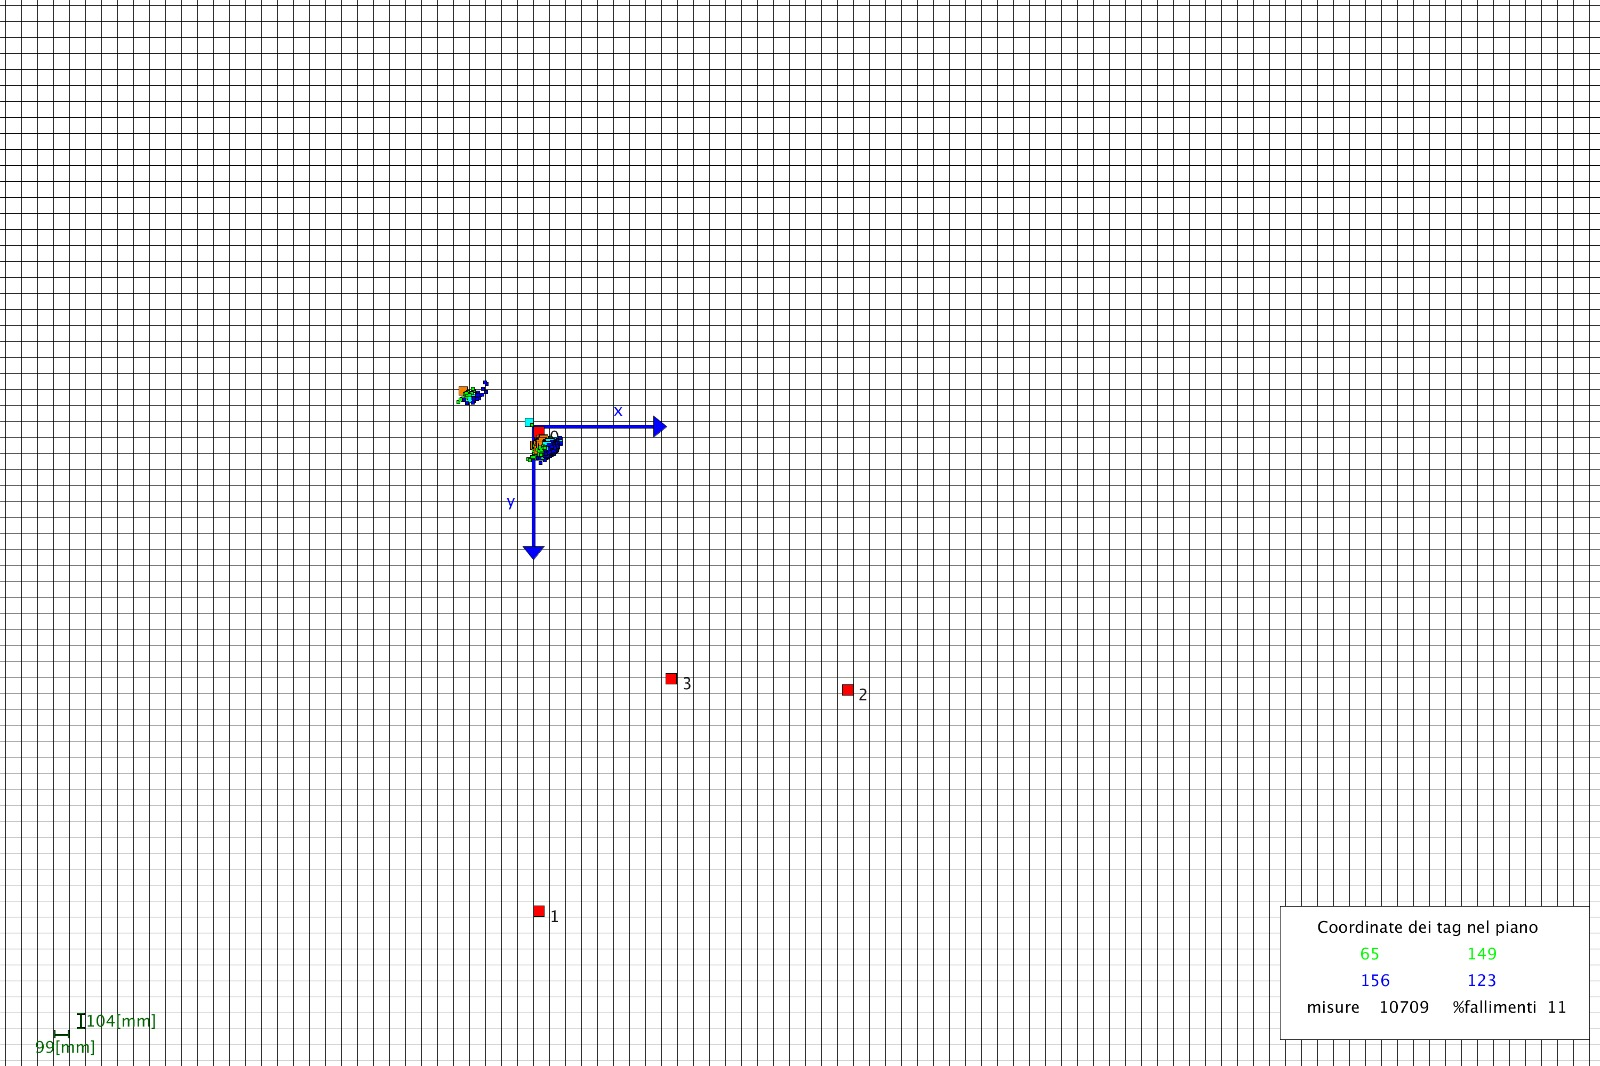 x
0
y
3
2
1
Coordinate dei tag nel piano
65 149
156 123
misure 10709 %fallimenti 11
104[mm]
99[mm]